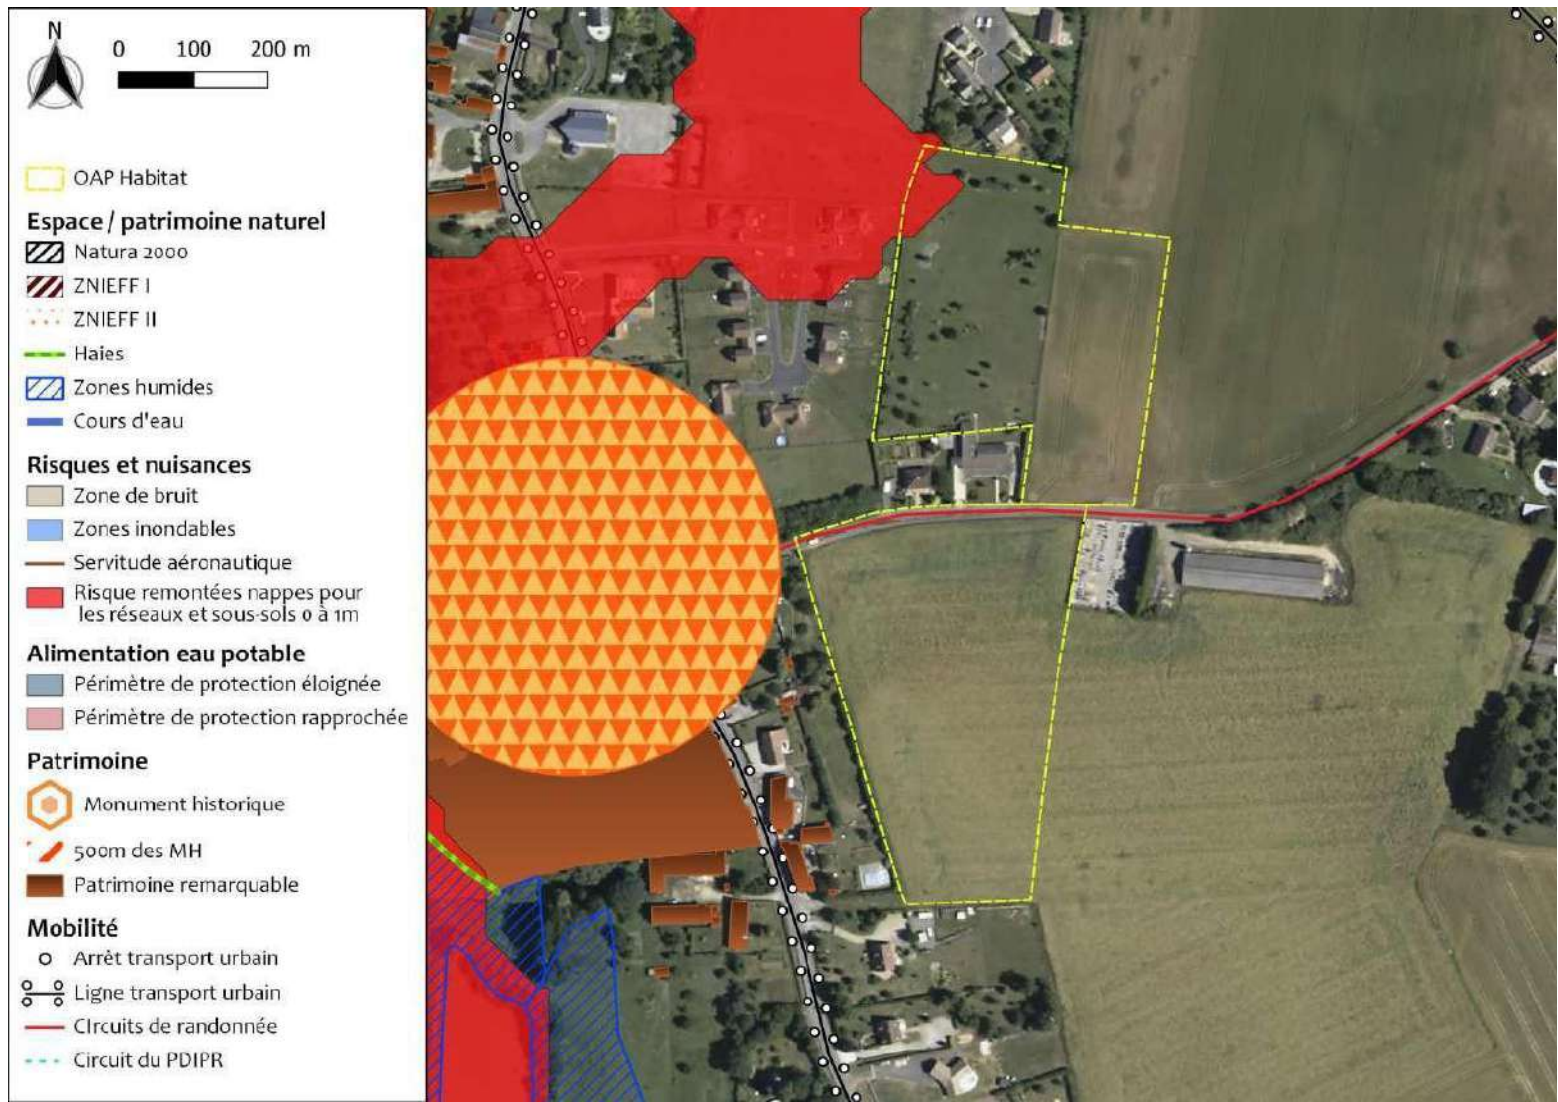 N
0 100 200 m
OAP Habitat
Espace / patrimoine naturel
Natura 2000
ZNIEFF I
ZNIEFF II
Haies
Zones humides
Cours d'eau
Risques et nuisances
Zone de bruit
Zones inondables
Servitude aéronautique
Risque remontées nappes pour
les réseaux et sous-sols 0 à 1m
Alimentation eau potable
Périmètre de protection éloignée
Périmètre de protection rapprochée
Patrimoine
Monument historique
500m des MH
Patrimoine remarquable
Mobilité
Arrêt transport urbain
Ligne transport urbain
CIrcuits de randonnée
Circuit du PDIPR